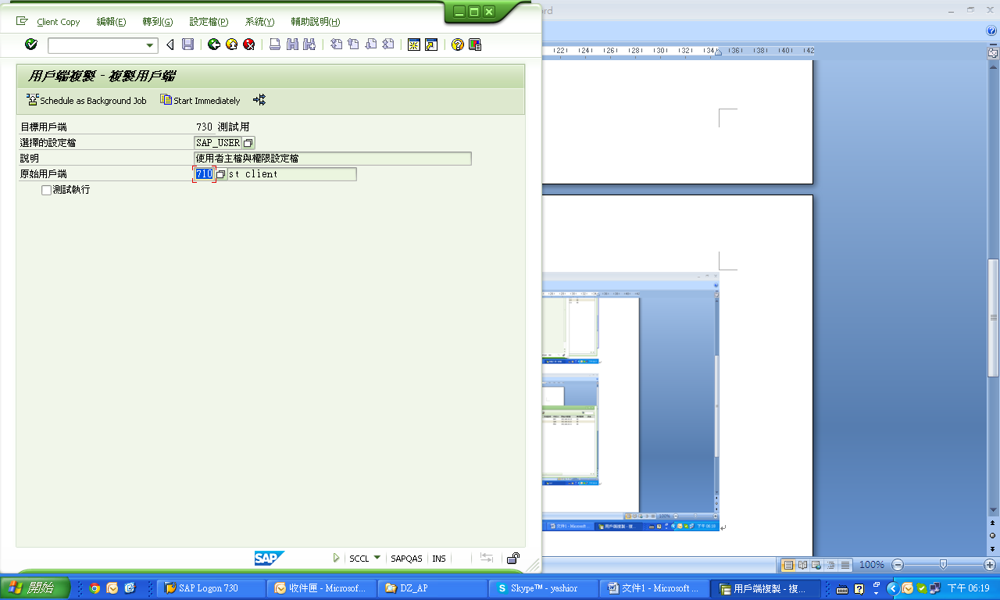 Client Copy 編輯(E) 轉到(G) 設定檔(P) 系統(Y) 輔助說明(H)
用戶端複製 - 複製用戶端
Schedule as Background Job Start Immediately
目標用戶端 730 測試用
選擇的設定檔 SAP_USER
說明 使用者主檔與權限設定檔
原始用戶端 710 st client
測試執行
SAP SCCL SAPQAS INS
ord
|22| |24| |26| |28| |30| |32| |34| |36| |38| |40| |42
100%
100%
開始 SAP Logon 730 收件匣 - Microsof... DZ_AP Skype™ - yashior 文件1 - Microsoft ... 用戶端複製 - 複... 下午 06:19